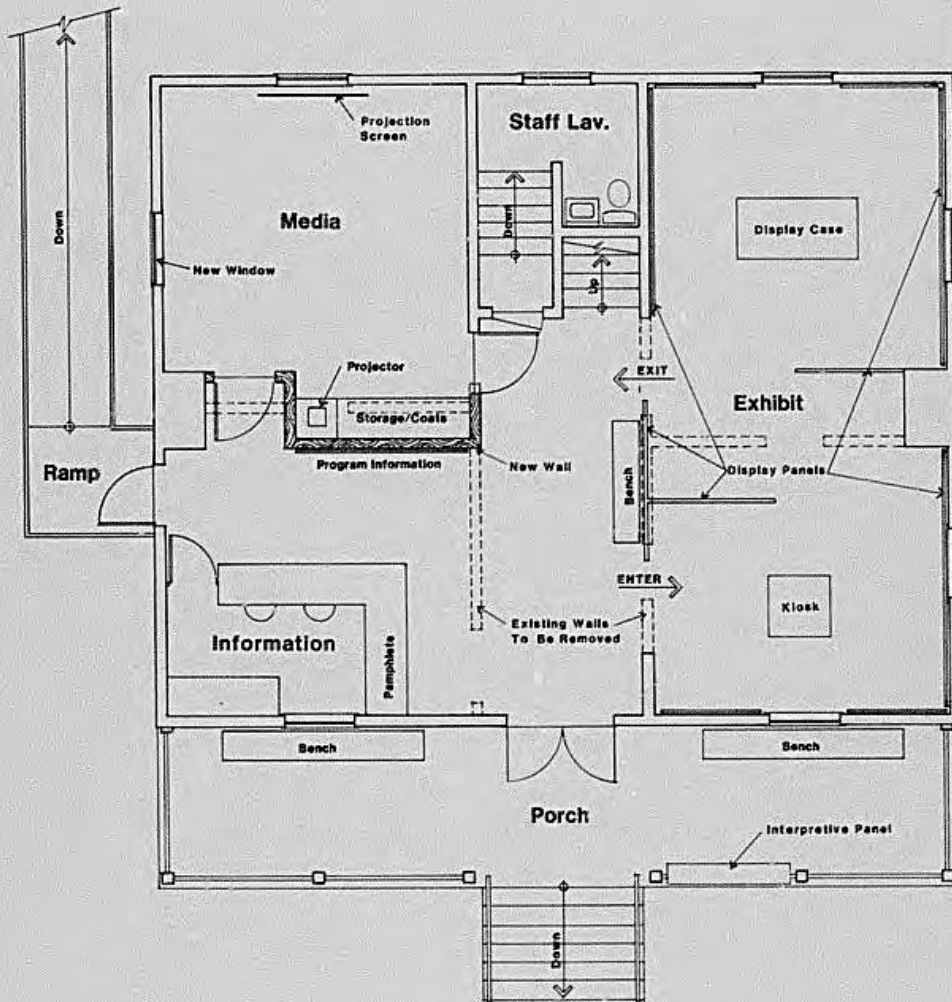 Projection
Screen
Staff Lav.
Down
Media
Down
Display Case
New Window
Up
Projector
EXIT
Storage/Coats
Exhibit
Ramp
Program Information
New Wall
Bench
Display Panels
ENTER
Kiosk
Existing Walls
To Be Removed
Information
Pamphlets
Bench
Bench
Porch
Interpretive Panel
Down